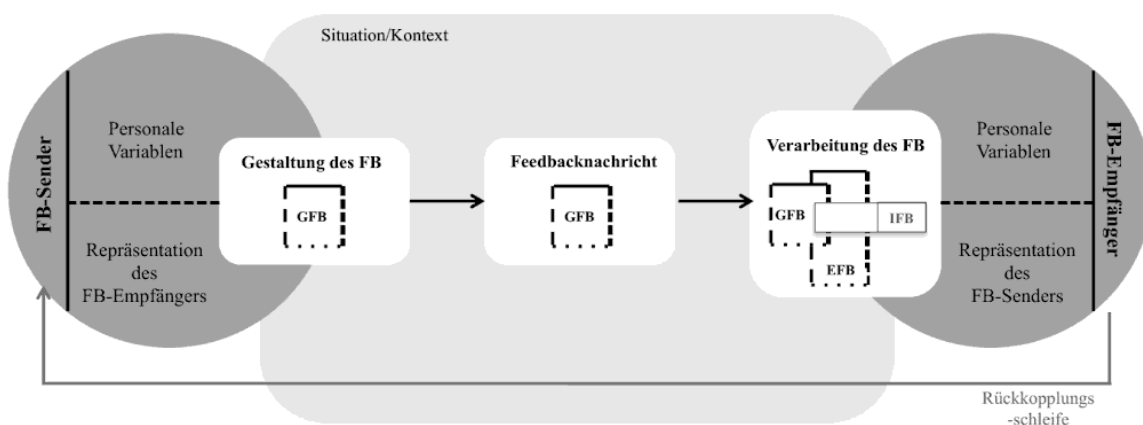 Situation/Kontext
FB-Sender
Personale
Variablen
Repräsentation
des
FB-Empfängers
Gestaltung des FB
GFB
Feedbacknachricht
GFB
Verarbeitung des FB
GFB
IFB
EFB
Personale
Variablen
Repräsentation
des
FB-Senders
FB-Empfänger
Rückkopplungs
-schleife